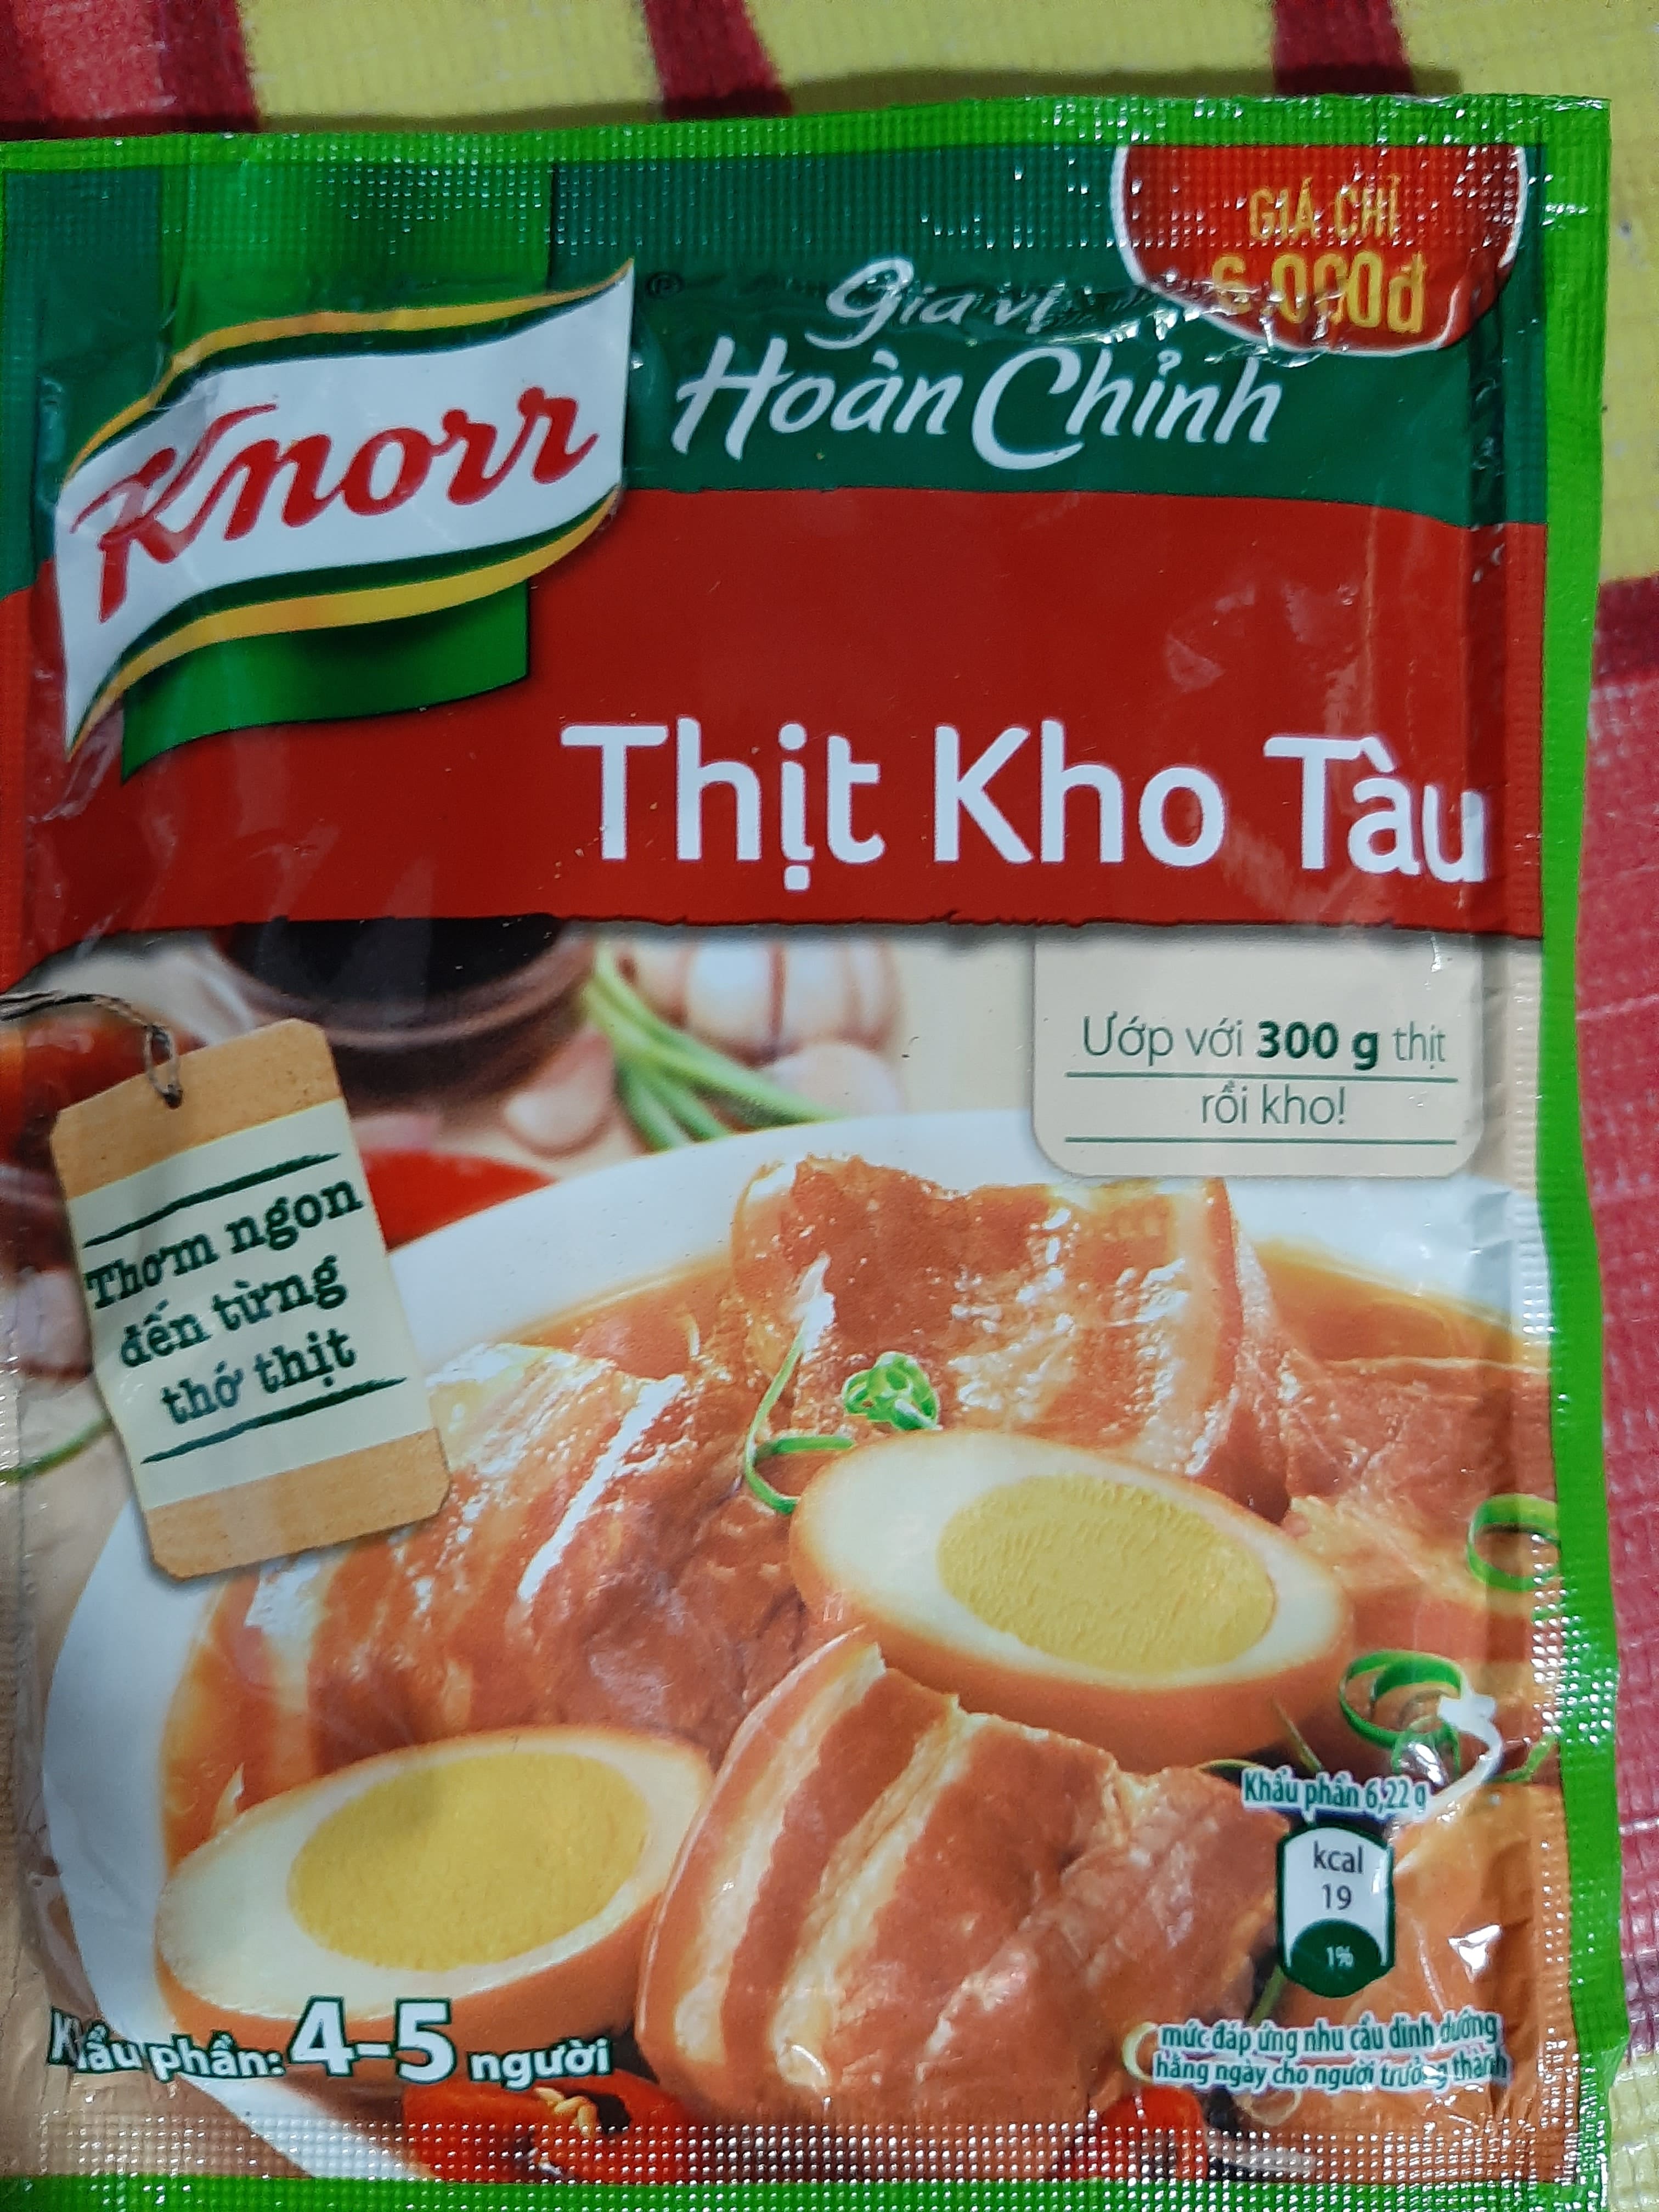 GIÁ CHỈ
6.000đ
Knorr
Gia vị
Hoàn Chỉnh
Thịt Kho Tàu
Ướp với 300 g thịt
rồi kho!
Thơm ngon
đến từng
thớ thịt
Khẩu phần 6,22 g
kcal
19
1%
mức đáp ứng nhu cầu dinh dưỡng
hằng ngày cho người trưởng thành
Khẩu phần: 4-5 người